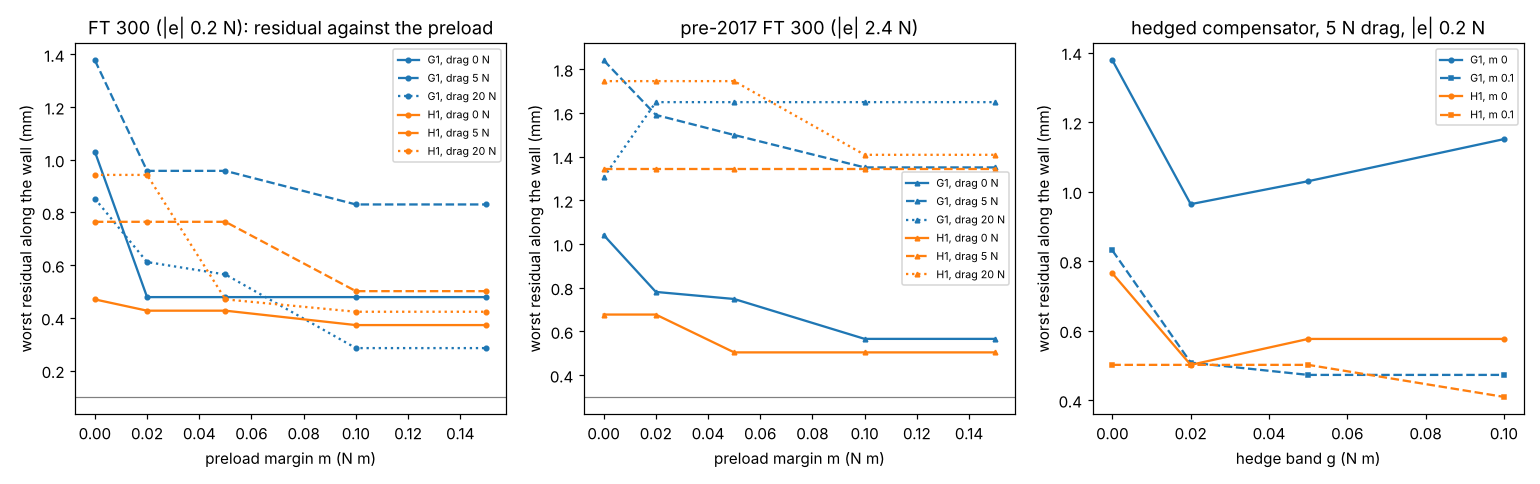 FT 300 (|e| 0.2 N): residual against the preload
worst residual along the wall (mm)
1.4
1.2
1.0
0.8
0.6
0.4
0.2
G1, drag 0 N
G1, drag 5 N
G1, drag 20 N
H1, drag 0 N
H1, drag 5 N
H1, drag 20 N
0.00 0.02 0.04 0.06 0.08 0.10 0.12 0.14
preload margin m (N m)
pre-2017 FT 300 (|e| 2.4 N)
worst residual along the wall (mm)
1.8
1.6
1.4
1.2
1.0
0.8
0.6
0.4
G1, drag 0 N
G1, drag 5 N
G1, drag 20 N
H1, drag 0 N
H1, drag 5 N
H1, drag 20 N
0.00 0.02 0.04 0.06 0.08 0.10 0.12 0.14
preload margin m (N m)
hedged compensator, 5 N drag, |e| 0.2 N
worst residual along the wall (mm)
1.4
1.2
1.0
0.8
0.6
0.4
G1, m 0
G1, m 0.1
H1, m 0
H1, m 0.1
0.00 0.02 0.04 0.06 0.08 0.10
hedge band g (N m)